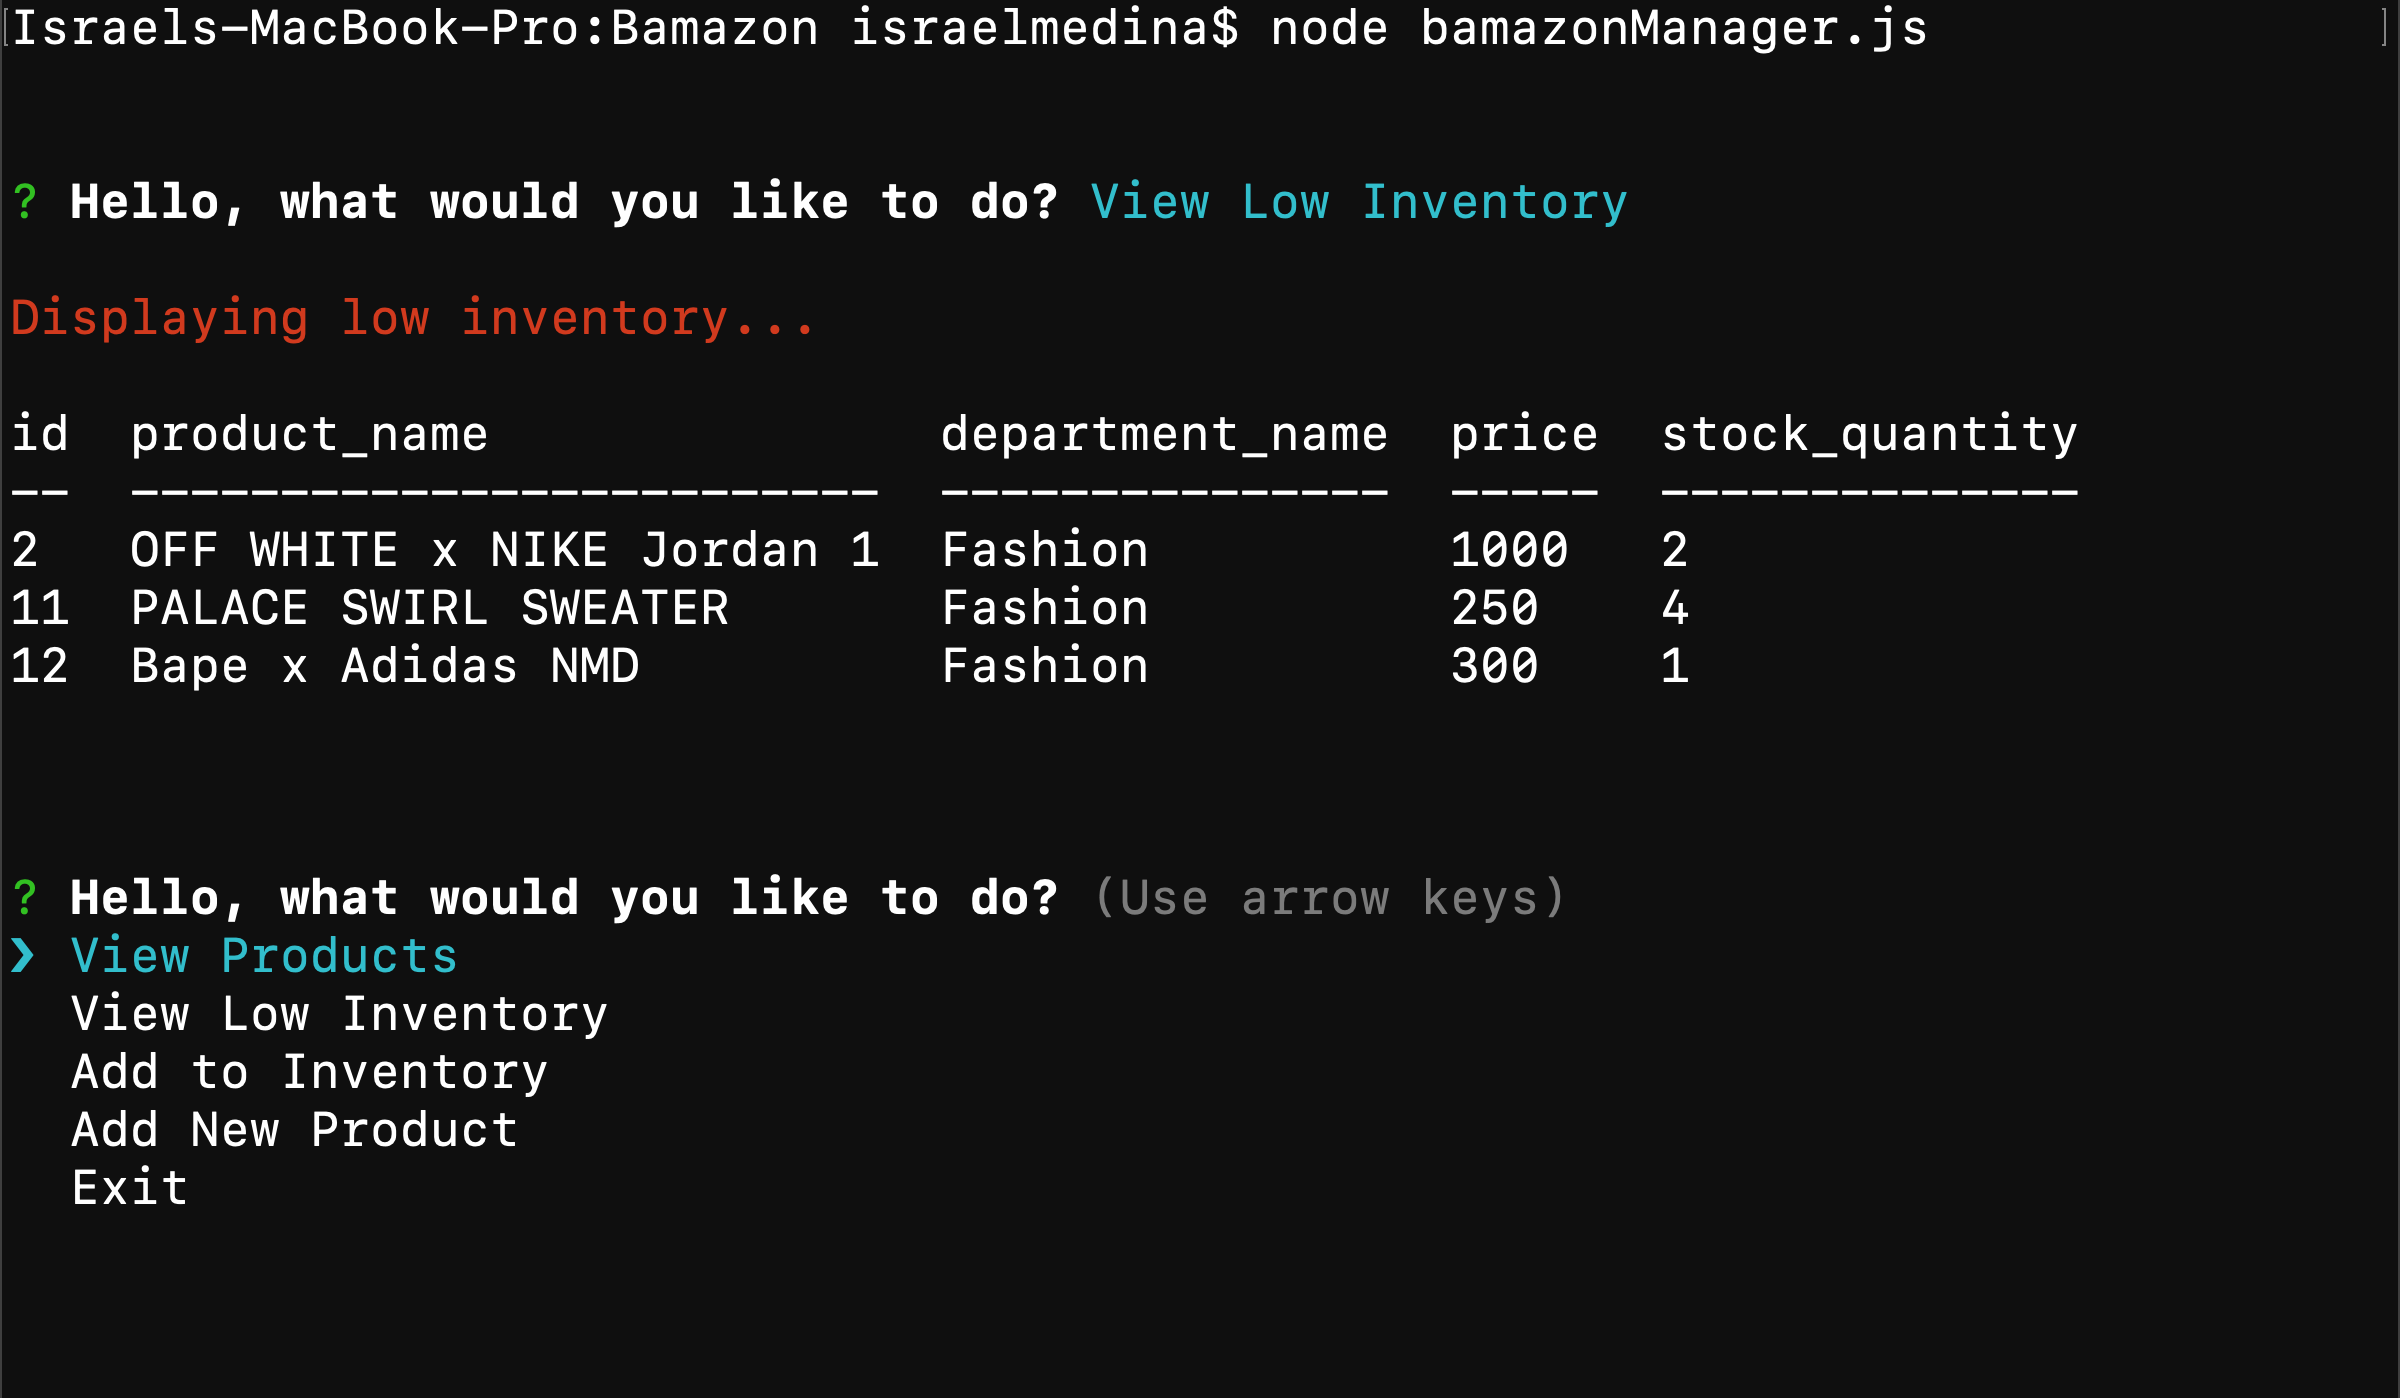 [Israels-MacBook-Pro:Bamazon israelmedina$ node bamazonManager.js ]
? Hello, what would you like to do? View Low Inventory
Displaying low inventory...
id  product_name               department_name  price  stock_quantity
--  -------------------------  ---------------  -----  --------------
2   OFF WHITE x NIKE Jordan 1  Fashion          1000   2
11  PALACE SWIRL SWEATER       Fashion          250    4
12  Bape x Adidas NMD          Fashion          300    1
? Hello, what would you like to do? (Use arrow keys)
❯ View Products
  View Low Inventory
  Add to Inventory
  Add New Product
  Exit